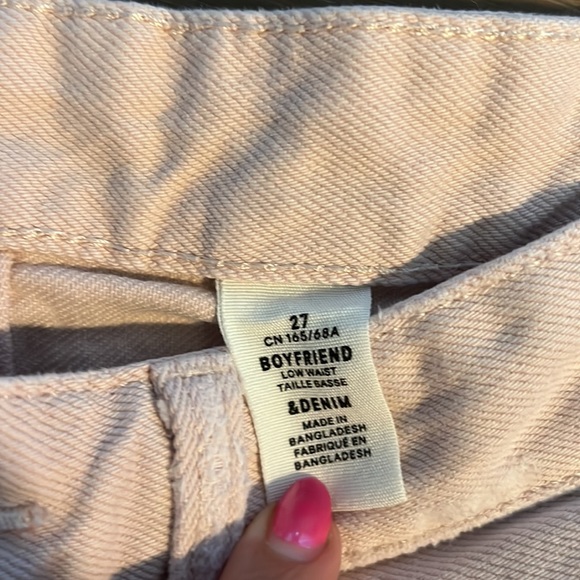 27
CN 165/68A
BOYFRIEND
LOW WAIST
TAILLE BASSE
&DENIM
MADE IN
BANGLADESH
FABRIQUÉ EN
BANGLADESH